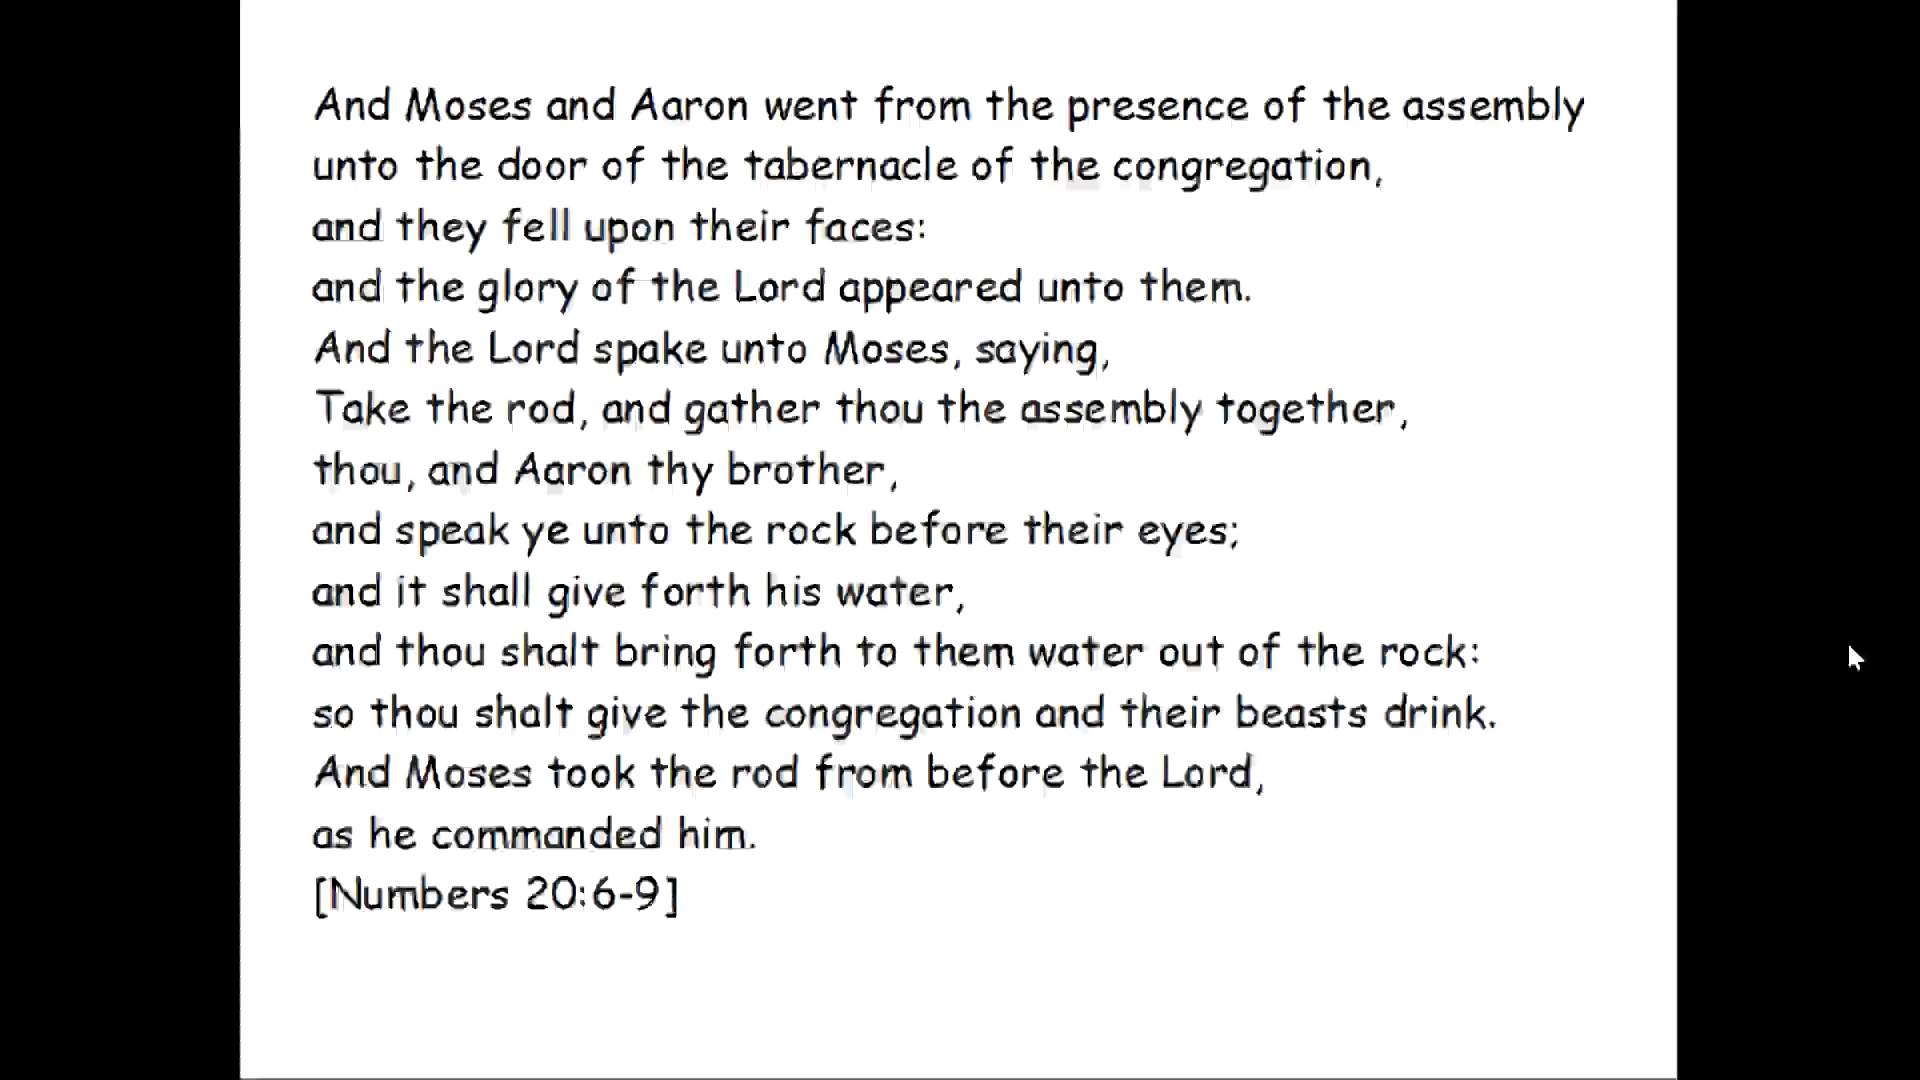 And Moses and Aaron went from the presence of the assembly
unto the door of the tabernacle of the congregation,
and they fell upon their faces:
and the glory of the Lord appeared unto them.
And the Lord spake unto Moses, saying,
Take the rod, and gather thou the assembly together,
thou, and Aaron thy brother,
and speak ye unto the rock before their eyes;
and it shall give forth his water,
and thou shalt bring forth to them water out of the rock:
so thou shalt give the congregation and their beasts drink.
And Moses took the rod from before the Lord,
as he commanded him.
[Numbers 20:6-9]